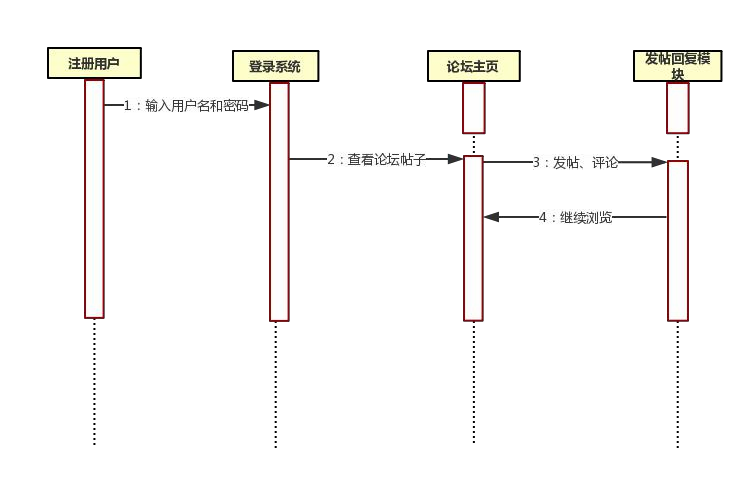 注册用户
登录系统
论坛主页
发帖回复模
块
1：输入用户名和密码
2：查看论坛帖子
3：发帖、评论
4：继续浏览